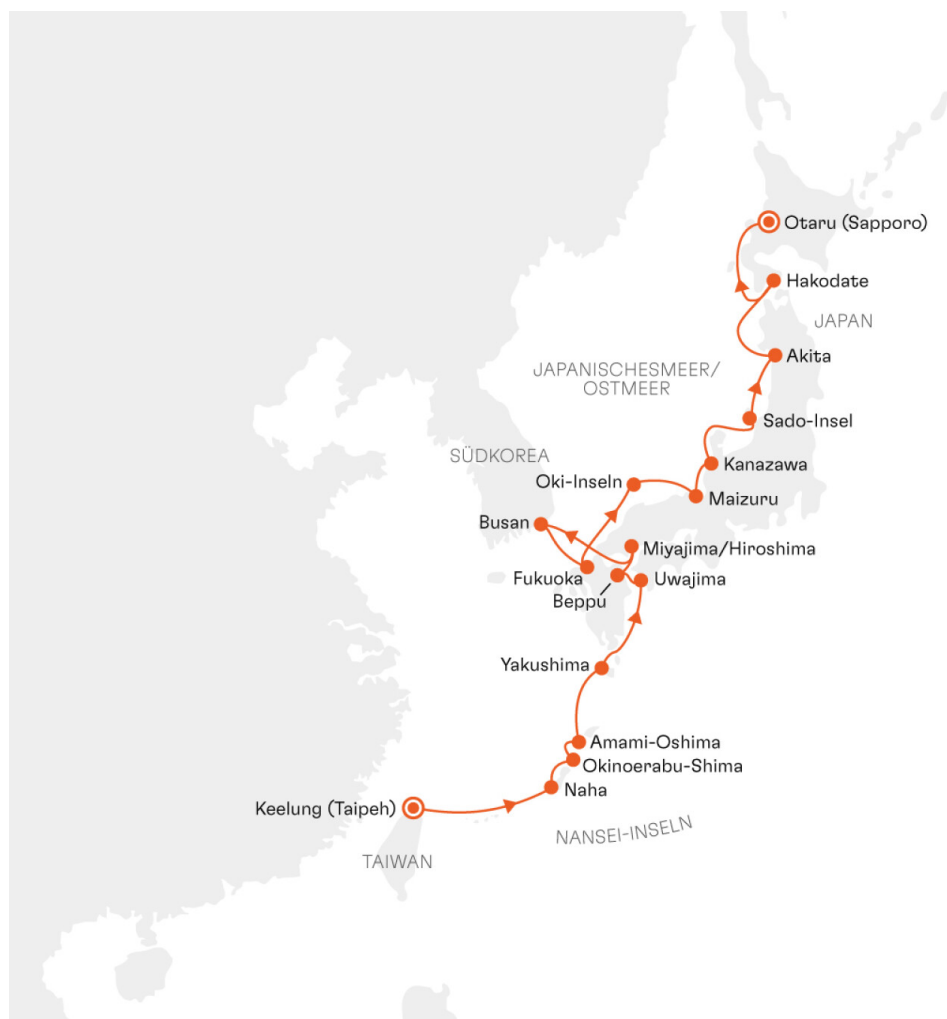 Otaru (Sapporo)
Hakodate
JAPAN
Akita
JAPANISCHESMEER/
OSTMEER
Sado-Insel
SÜDKOREA
Kanazawa
Oki-Inseln
Maizuru
Busan
Miyajima/Hiroshima
Fukuoka
Uwajima
Beppu
Yakushima
Amami-Oshima
Okinoerabu-Shima
Naha
Keelung (Taipeh)
NANSEI-INSELN
TAIWAN